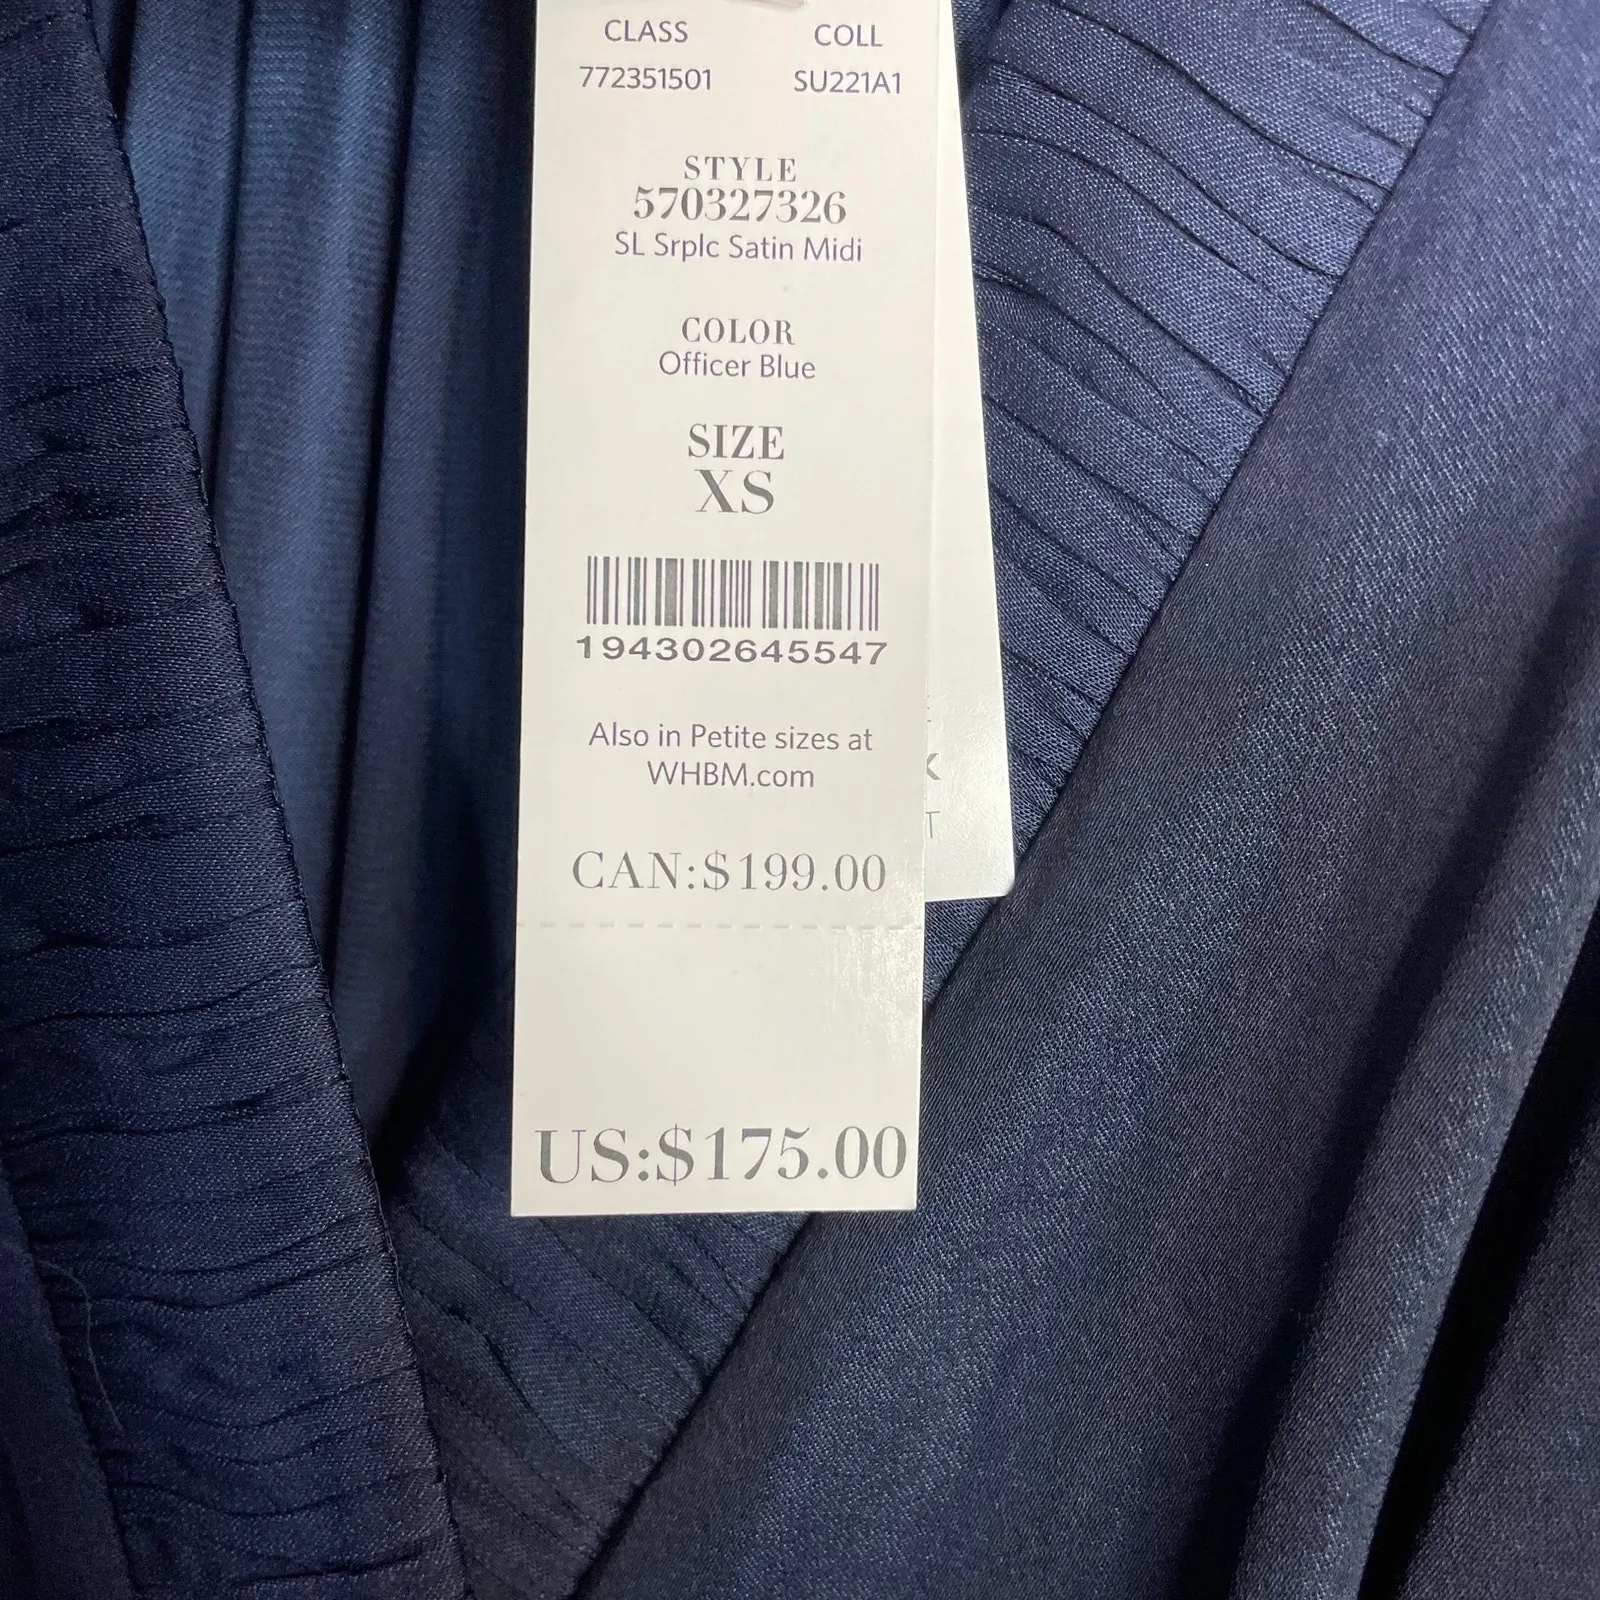 CLASS COLL
772351501 SU221A1
STYLE
570327326
SL Srplc Satin Midi
COLOR
Officer Blue
SIZE
XS
194302645547
Also in Petite sizes at
WHBM.com
K
T
CAN:$199.00
US:$175.00